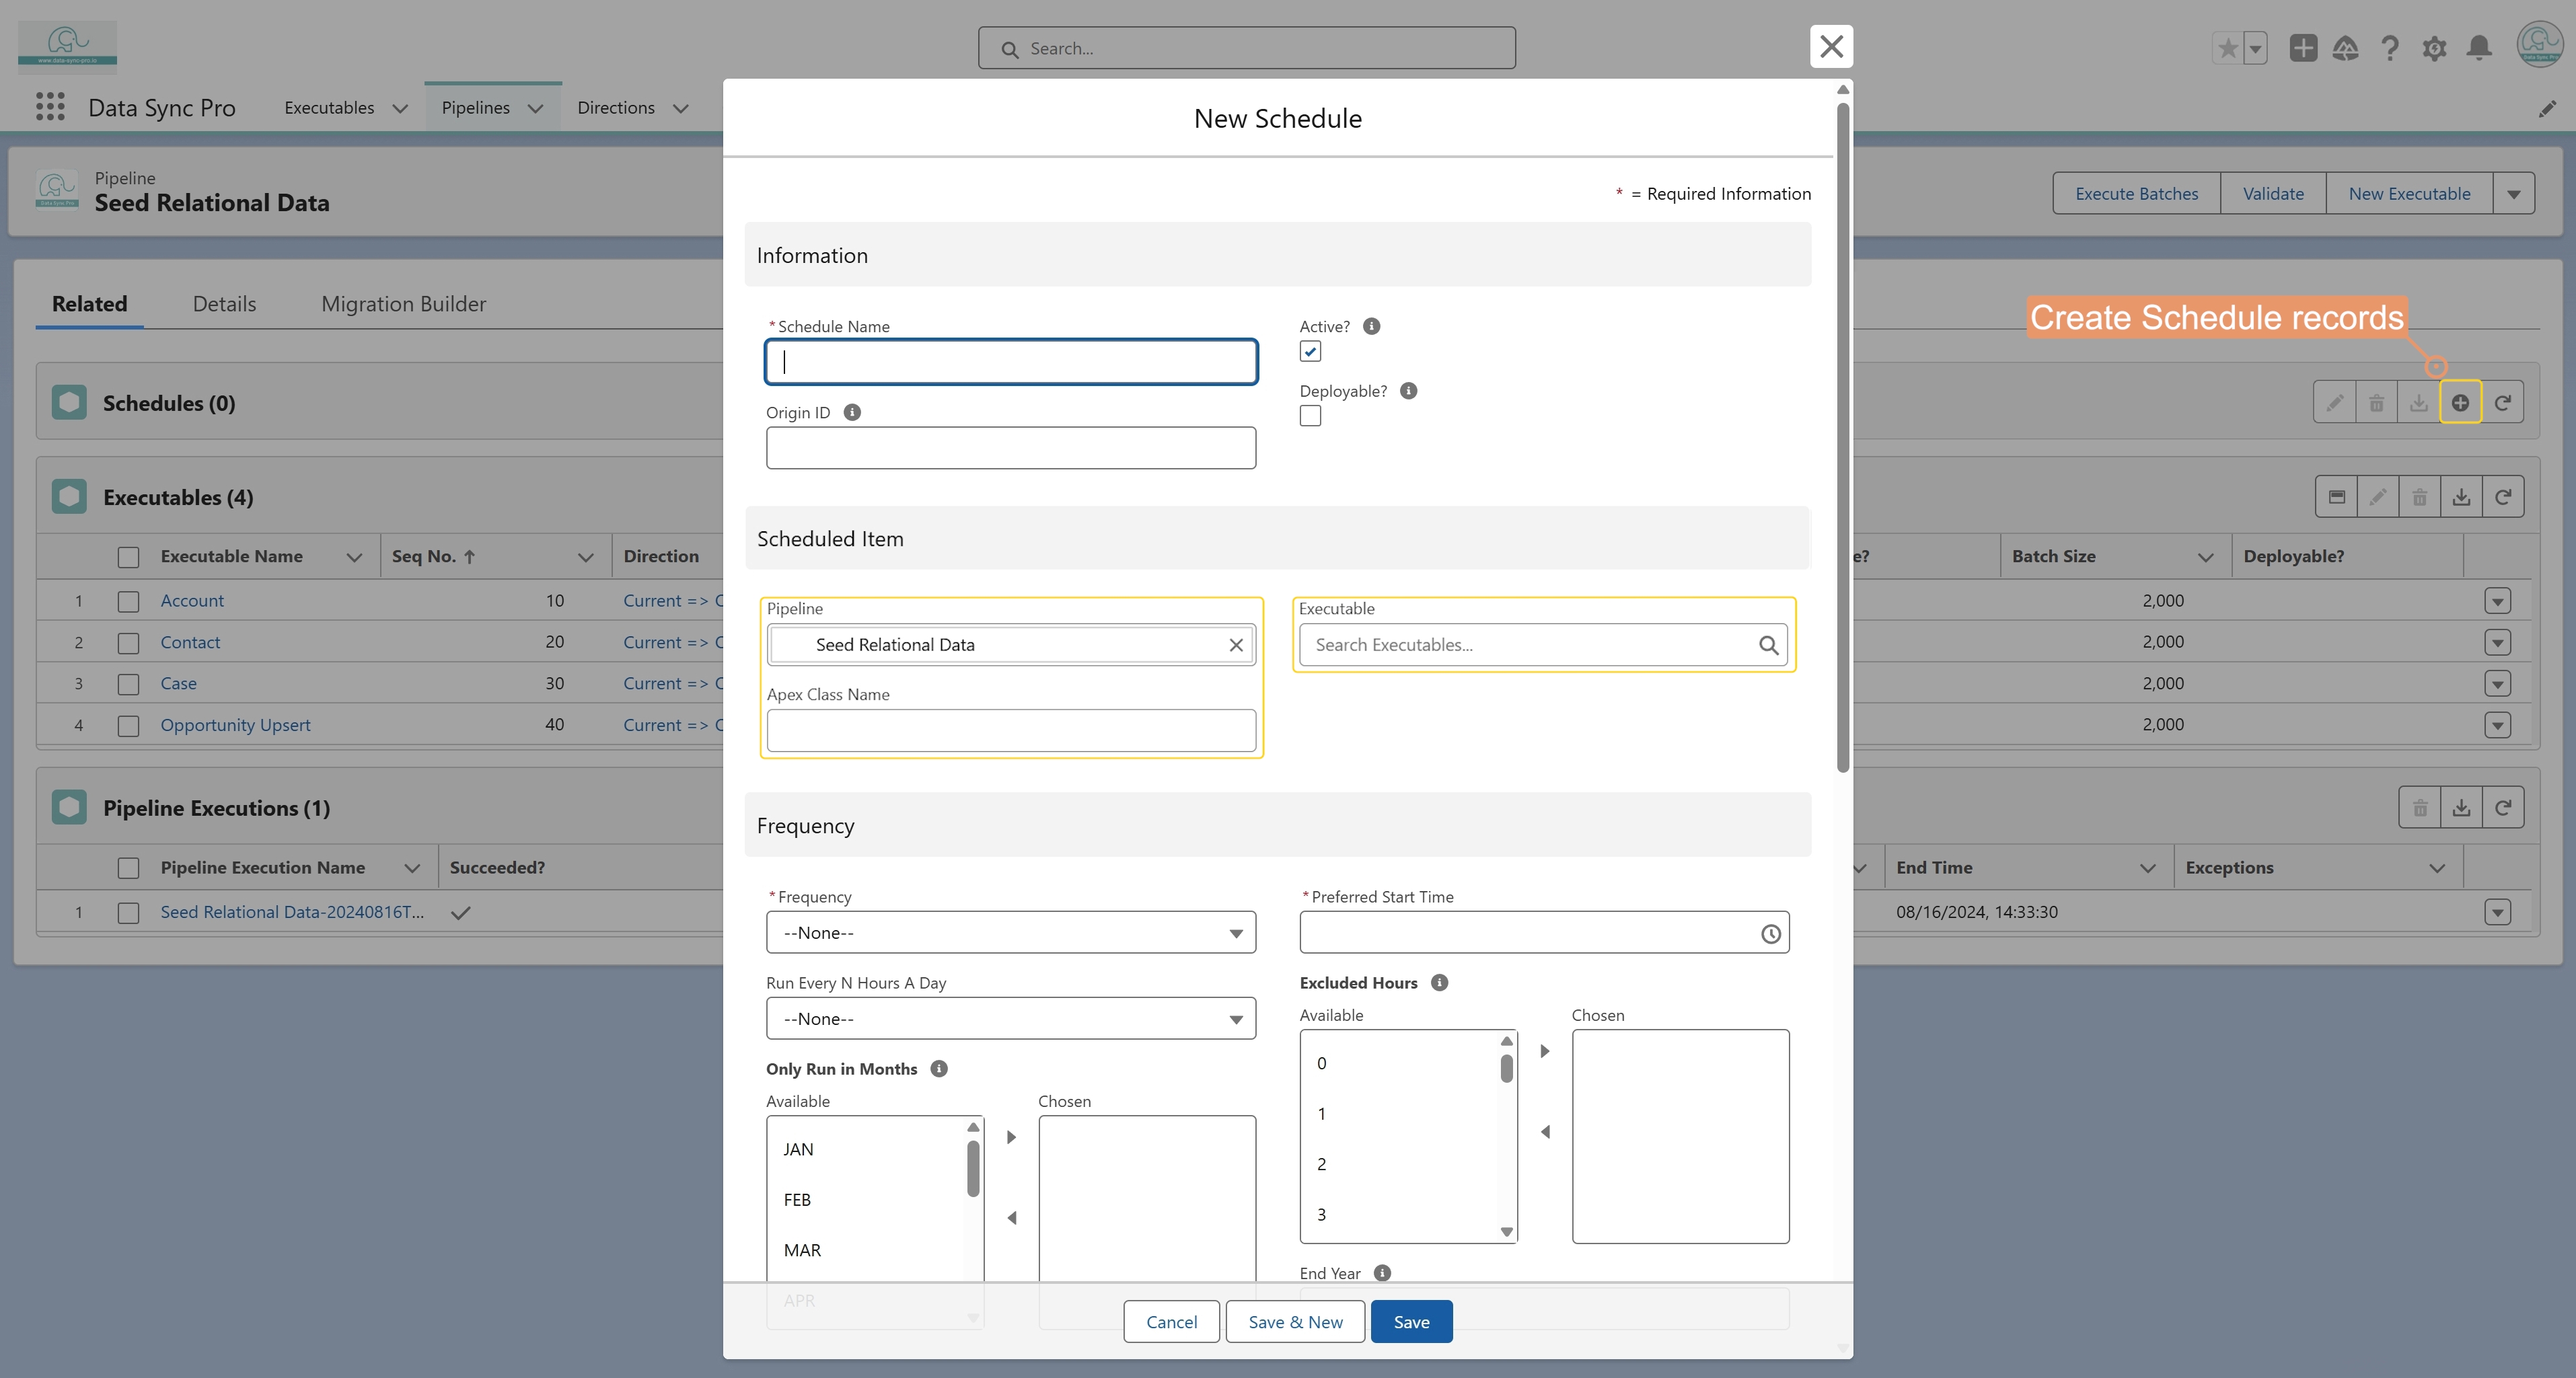 www.data-sync-pro.io
Search...
Data Sync Pro
Executables
Pipelines
Directions
New Schedule
* = Required Information
Pipeline
Seed Relational Data
Execute Batches
Validate
New Executable
Information
Related
Details
Migration Builder
Create Schedule records
*Schedule Name
Active?
Deployable?
Origin ID
Schedules (0)
Executables (4)
Scheduled Item
Executable Name
Seq No.
Direction
e?
Batch Size
Deployable?
1
Account
10
Current => C
2,000
2
Contact
20
Current => C
2,000
3
Case
30
Current => C
2,000
4
Opportunity Upsert
40
Current => C
2,000
Pipeline
Seed Relational Data
Executable
Search Executables...
Apex Class Name
Pipeline Executions (1)
Pipeline Execution Name
Succeeded?
End Time
Exceptions
1
Seed Relational Data-20240816T...
08/16/2024, 14:33:30
Frequency
*Frequency
--None--
*Preferred Start Time
Run Every N Hours A Day
--None--
Excluded Hours
Available
Chosen
0
1
2
3
Only Run in Months
Available
Chosen
JAN
FEB
MAR
APR
End Year
Cancel
Save & New
Save